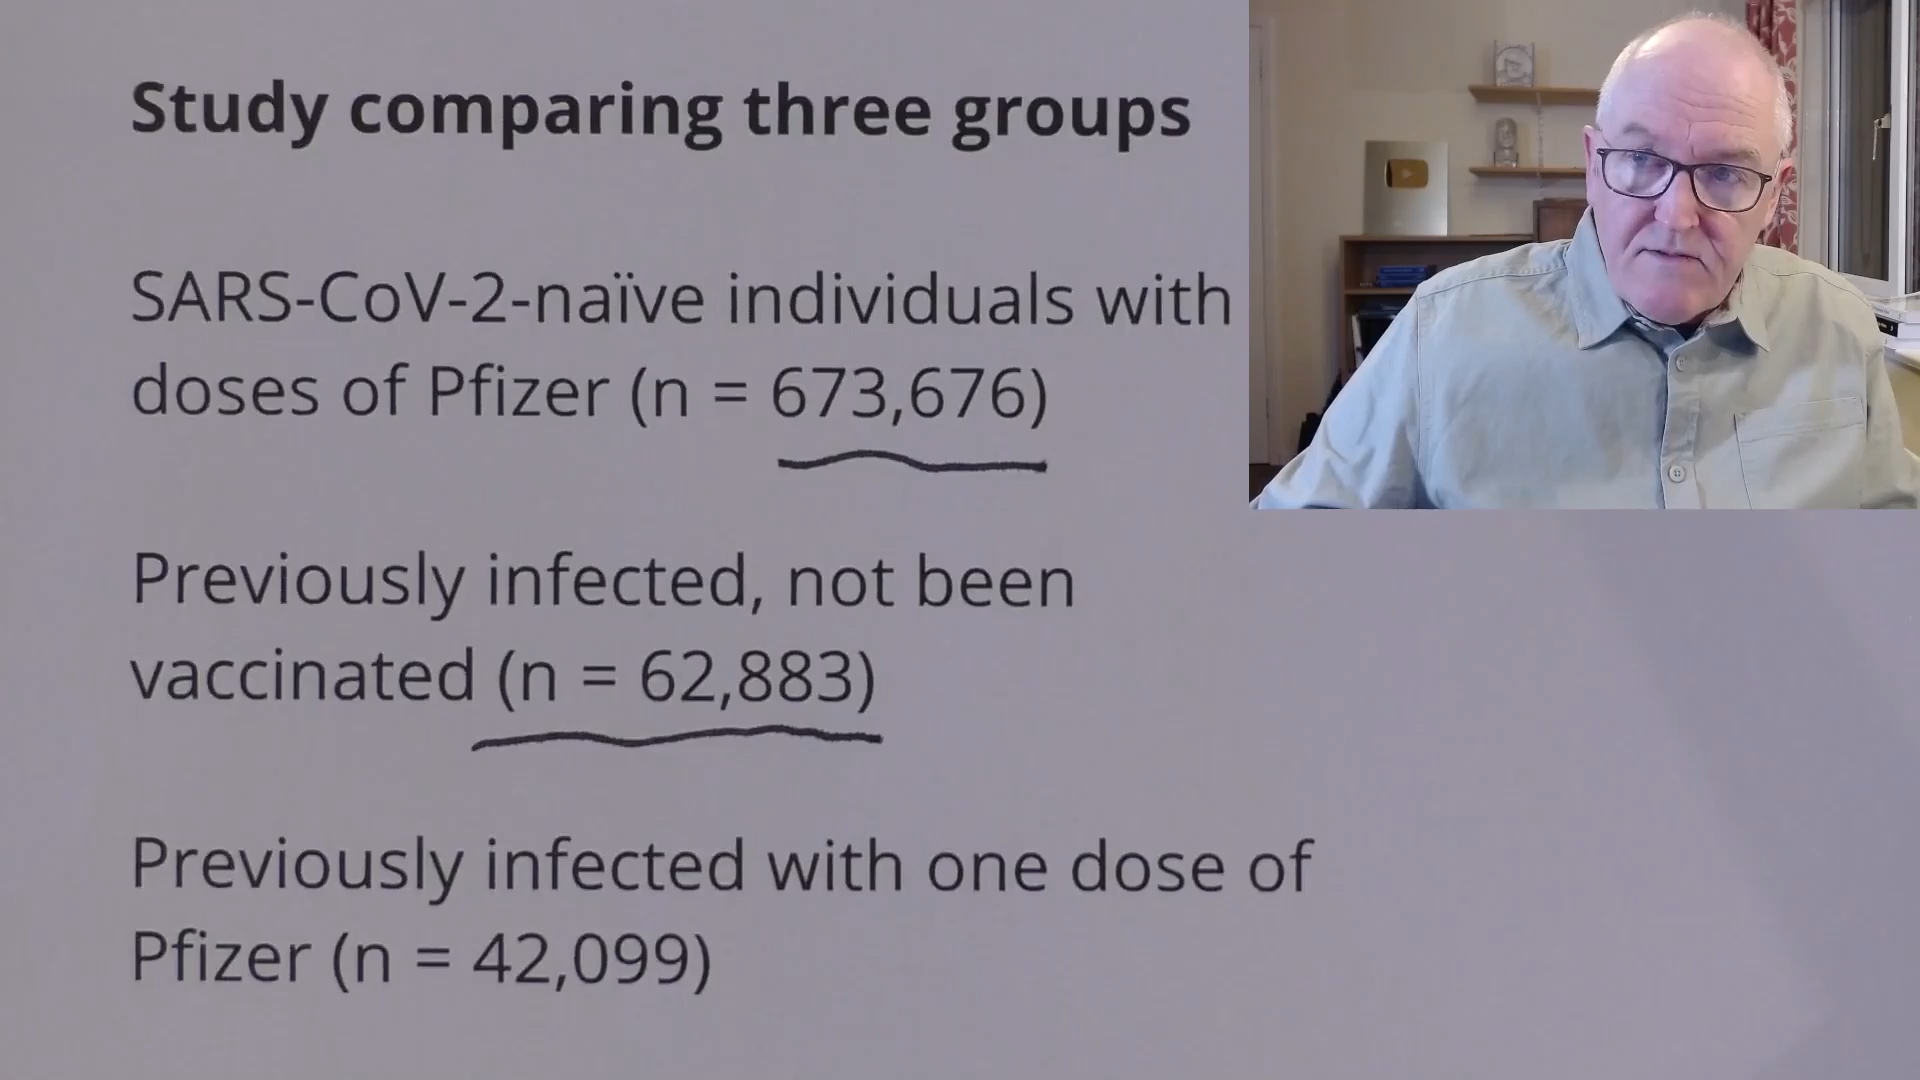 Study comparing three groups
SARS-CoV-2-naïve individuals with
doses of Pfizer (n = 673,676)
Previously infected, not been
vaccinated (n = 62,883)
Previously infected with one dose of
Pfizer (n = 42,099)